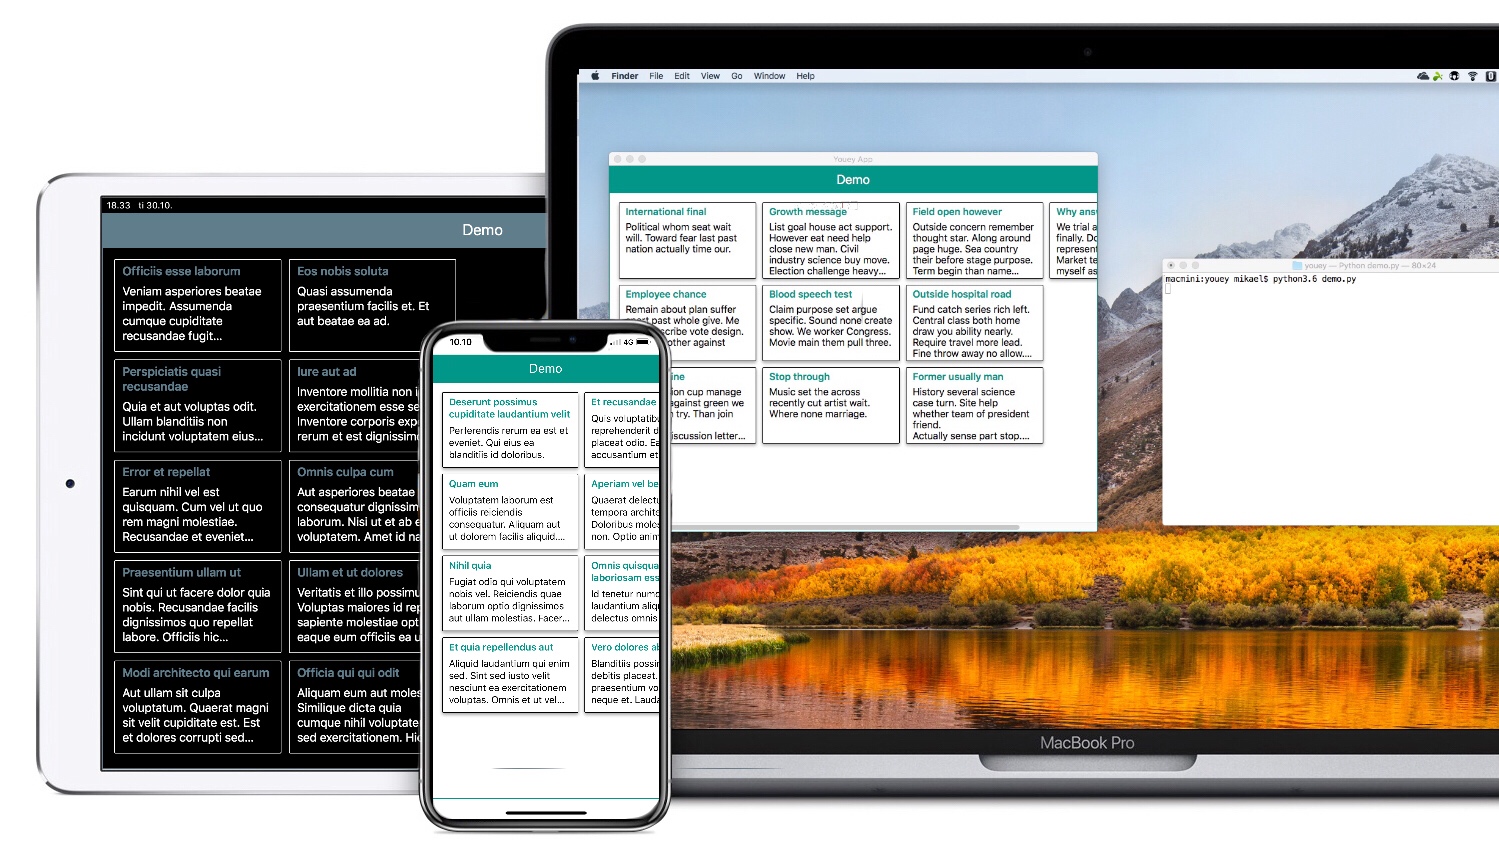 18.33 ti 30.10.
Demo
Officiis esse laborum
Veniam asperiores beatae
impedit. Assumenda
cumque cupiditate
recusandae fugit...
Eos nobis soluta
Quasi assumenda
praesentium facilis et. Et
aut beatae ea ad.
Perspiciatis quasi
recusandae
Quia et aut voluptas odit.
Ullam blanditiis non
incidunt voluptatem eius...
Iure aut ad
Inventore mollitia non
exercitationem esse se
Inventore corporis exp
rerum et est dignissim
Error et repellat
Earum nihil vel est
quisquam. Cum vel ut quo
rem magni molestiae.
Recusandae et eveniet...
Omnis culpa cum
Aut asperiores beatae
consequatur dignissim
laborum. Nisi ut et ab e
voluptatem. Amet id na
Praesentium ullam ut
Sint qui ut facere dolor quia
nobis. Recusandae facilis
dignissimos quo repellat
labore. Officiis hic...
Ullam et ut dolores
Veritatis et illo possimu
Voluptas maiores id rep
sapiente molestiae opt
eaque eum officiis ea u
Modi architecto qui earum
Aut ullam sit culpa
voluptatum. Quaerat magni
sit velit cupiditate est. Est
et dolores corrupti sed...
Officia qui qui odit
Aliquam eum aut moles
Similique dicta quia
cumque nihil voluptate
sed exercitationem. Hic
10.10
4G
Demo
Deserunt possimus
cupiditate laudantium velit
Perferendis rerum ea est et
eveniet. Qui eius ea
blanditiis id doloribus.
Et recusandae
Quis voluptatibu
reprehenderit d
placeat odio. Ea
accusantium et
Quam eum
Voluptatem laborum est
officiis reiciendis
consequatur. Aliquam aut
ut dolorem facilis aliquid....
Aperiam vel be
Quaerat delectu
tempora archite
Doloribus moles
non. Optio anim
Nihil quia
Fugiat odio qui voluptatem
nobis vel. Reiciendis quae
laborum optio dignissimos
aut ullam molestias. Facer...
Omnis quisqua
laboriosam ess
Id tenetur numq
laudantium aliqu
delectus omnis
Et quia repellendus aut
Aliquid laudantium qui enim
sed. Sint sed iusto velit
nesciunt ea exercitationem
voluptas. Omnis et ut vel...
Vero dolores ab
Blanditiis possin
debitis placeat.
praesentium vo
neque et. Lauda
Finder File Edit View Go Window Help
Youey App
Demo
International final
Political whom seat wait
will. Toward fear last past
nation actually time our.
Growth message
List goal house act support.
However eat need help
close new man. Civil
industry science buy move.
Election challenge heavy...
Field open however
Outside concern remember
thought star. Along around
page huge. Sea country
their before stage purpose.
Term begin than name...
Why ans
We trial a
finally. Do
represent
Market te
myself as
Employee chance
Remain about plan suffer
past whole give. Me
scribe vote design.
other against
Blood speech test
Claim purpose set argue
specific. Sound none create
show. We worker Congress.
Movie main them pull three.
Outside hospital road
Fund catch series rich left.
Central class both home
draw you ability nearly.
Require travel more lead.
Fine throw away no allow....
ine
ion cup manage
against green we
try. Than join
iscussion letter...
Stop through
Music set the across
recently cut artist wait.
Where none marriage.
Former usually man
History several science
case turn. Site help
whether team of president
friend.
Actually sense part stop....
youey — Python demo.py — 80×24
macmini:youey mikael$ python3.6 demo.py
MacBook Pro